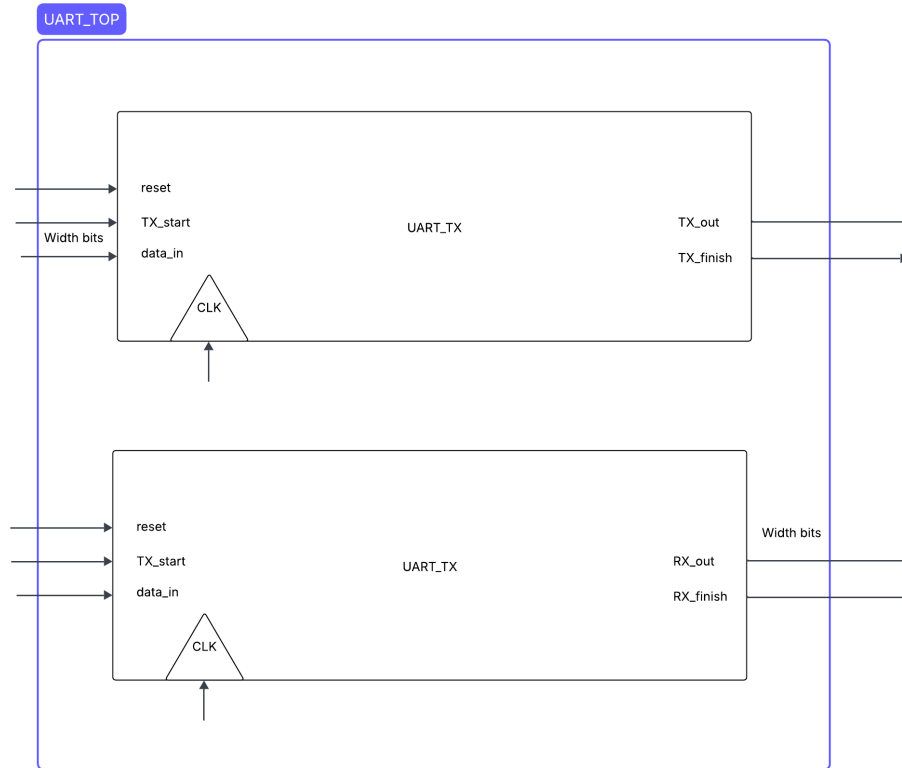 UART_TOP
reset
TX_start
Width bits
data_in
CLK
UART_TX
TX_out
TX_finish
reset
TX_start
data_in
CLK
UART_TX
RX_out
RX_finish
Width bits